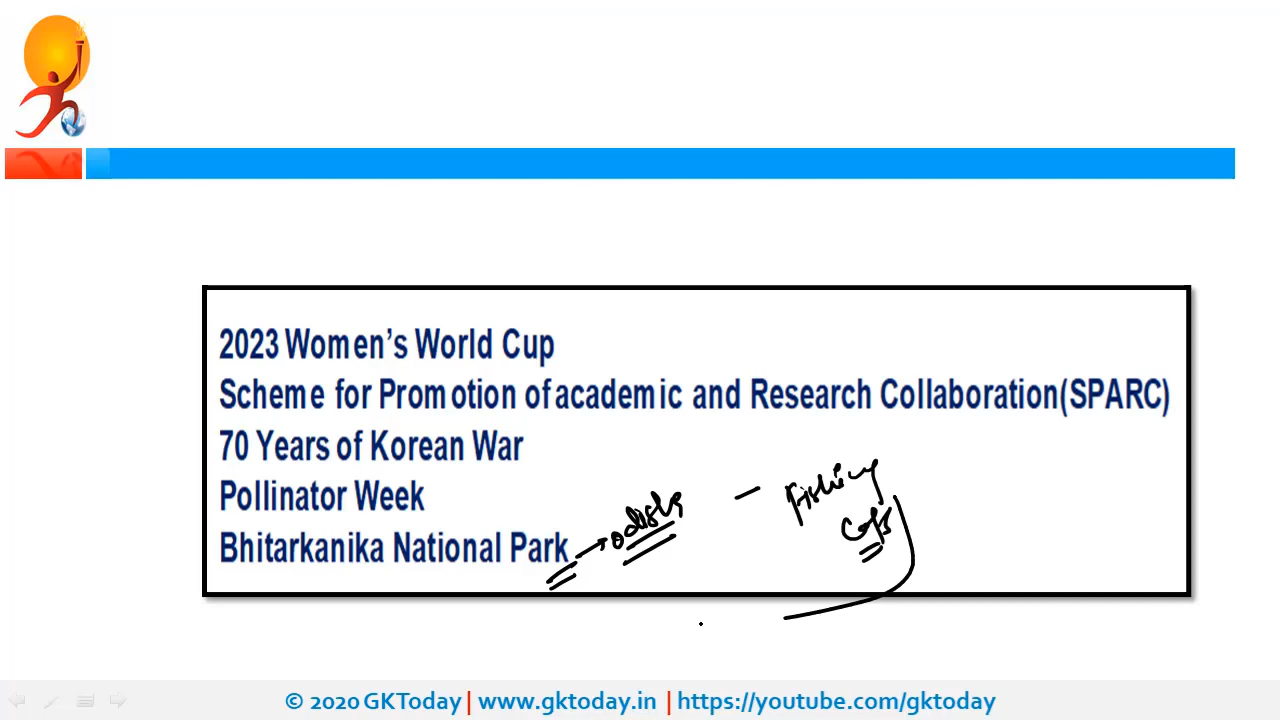 2023 Women's World Cup
Scheme for Promotion of academic and Research Collaboration(SPARC)
70 Years of Korean War
Pollinator Week
Bhitarkanika National Park → odisha - Fishing
Cats
© 2020 GKToday | www.gktoday.in | https://youtube.com/gktoday